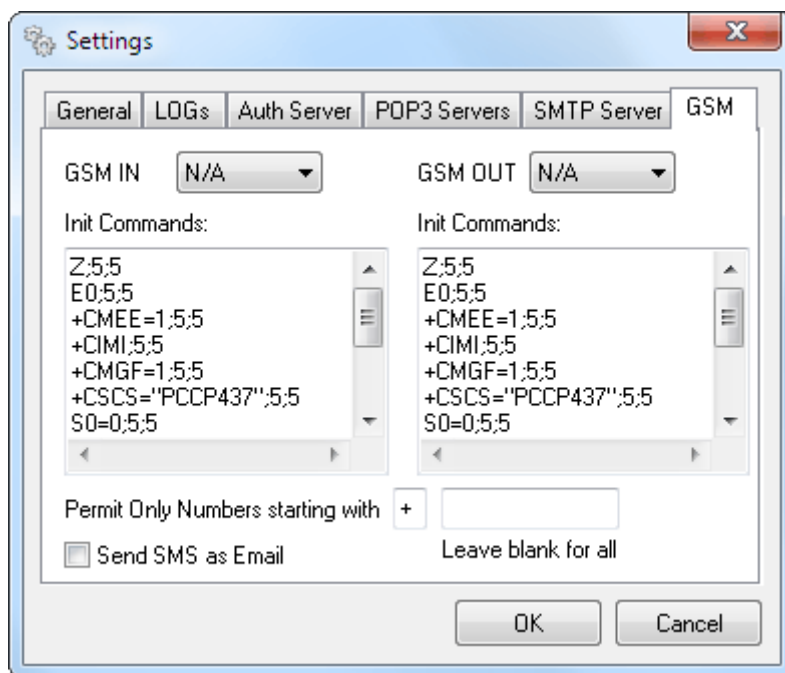 Settings
General LOGs Auth Server POP3 Servers SMTP Server GSM
GSM IN N/A GSM OUT N/A
Init Commands: Init Commands:
Z;5;5 Z;5;5
E0;5;5 E0;5;5
+CMEE=1;5;5 +CMEE=1;5;5
+CIMI;5;5 +CIMI;5;5
+CMGF=1;5;5 +CMGF=1;5;5
+CSCS="PCCP437";5;5 +CSCS="PCCP437";5;5
S0=0;5;5 S0=0;5;5
Permit Only Numbers starting with +
Send SMS as Email Leave blank for all
OK Cancel